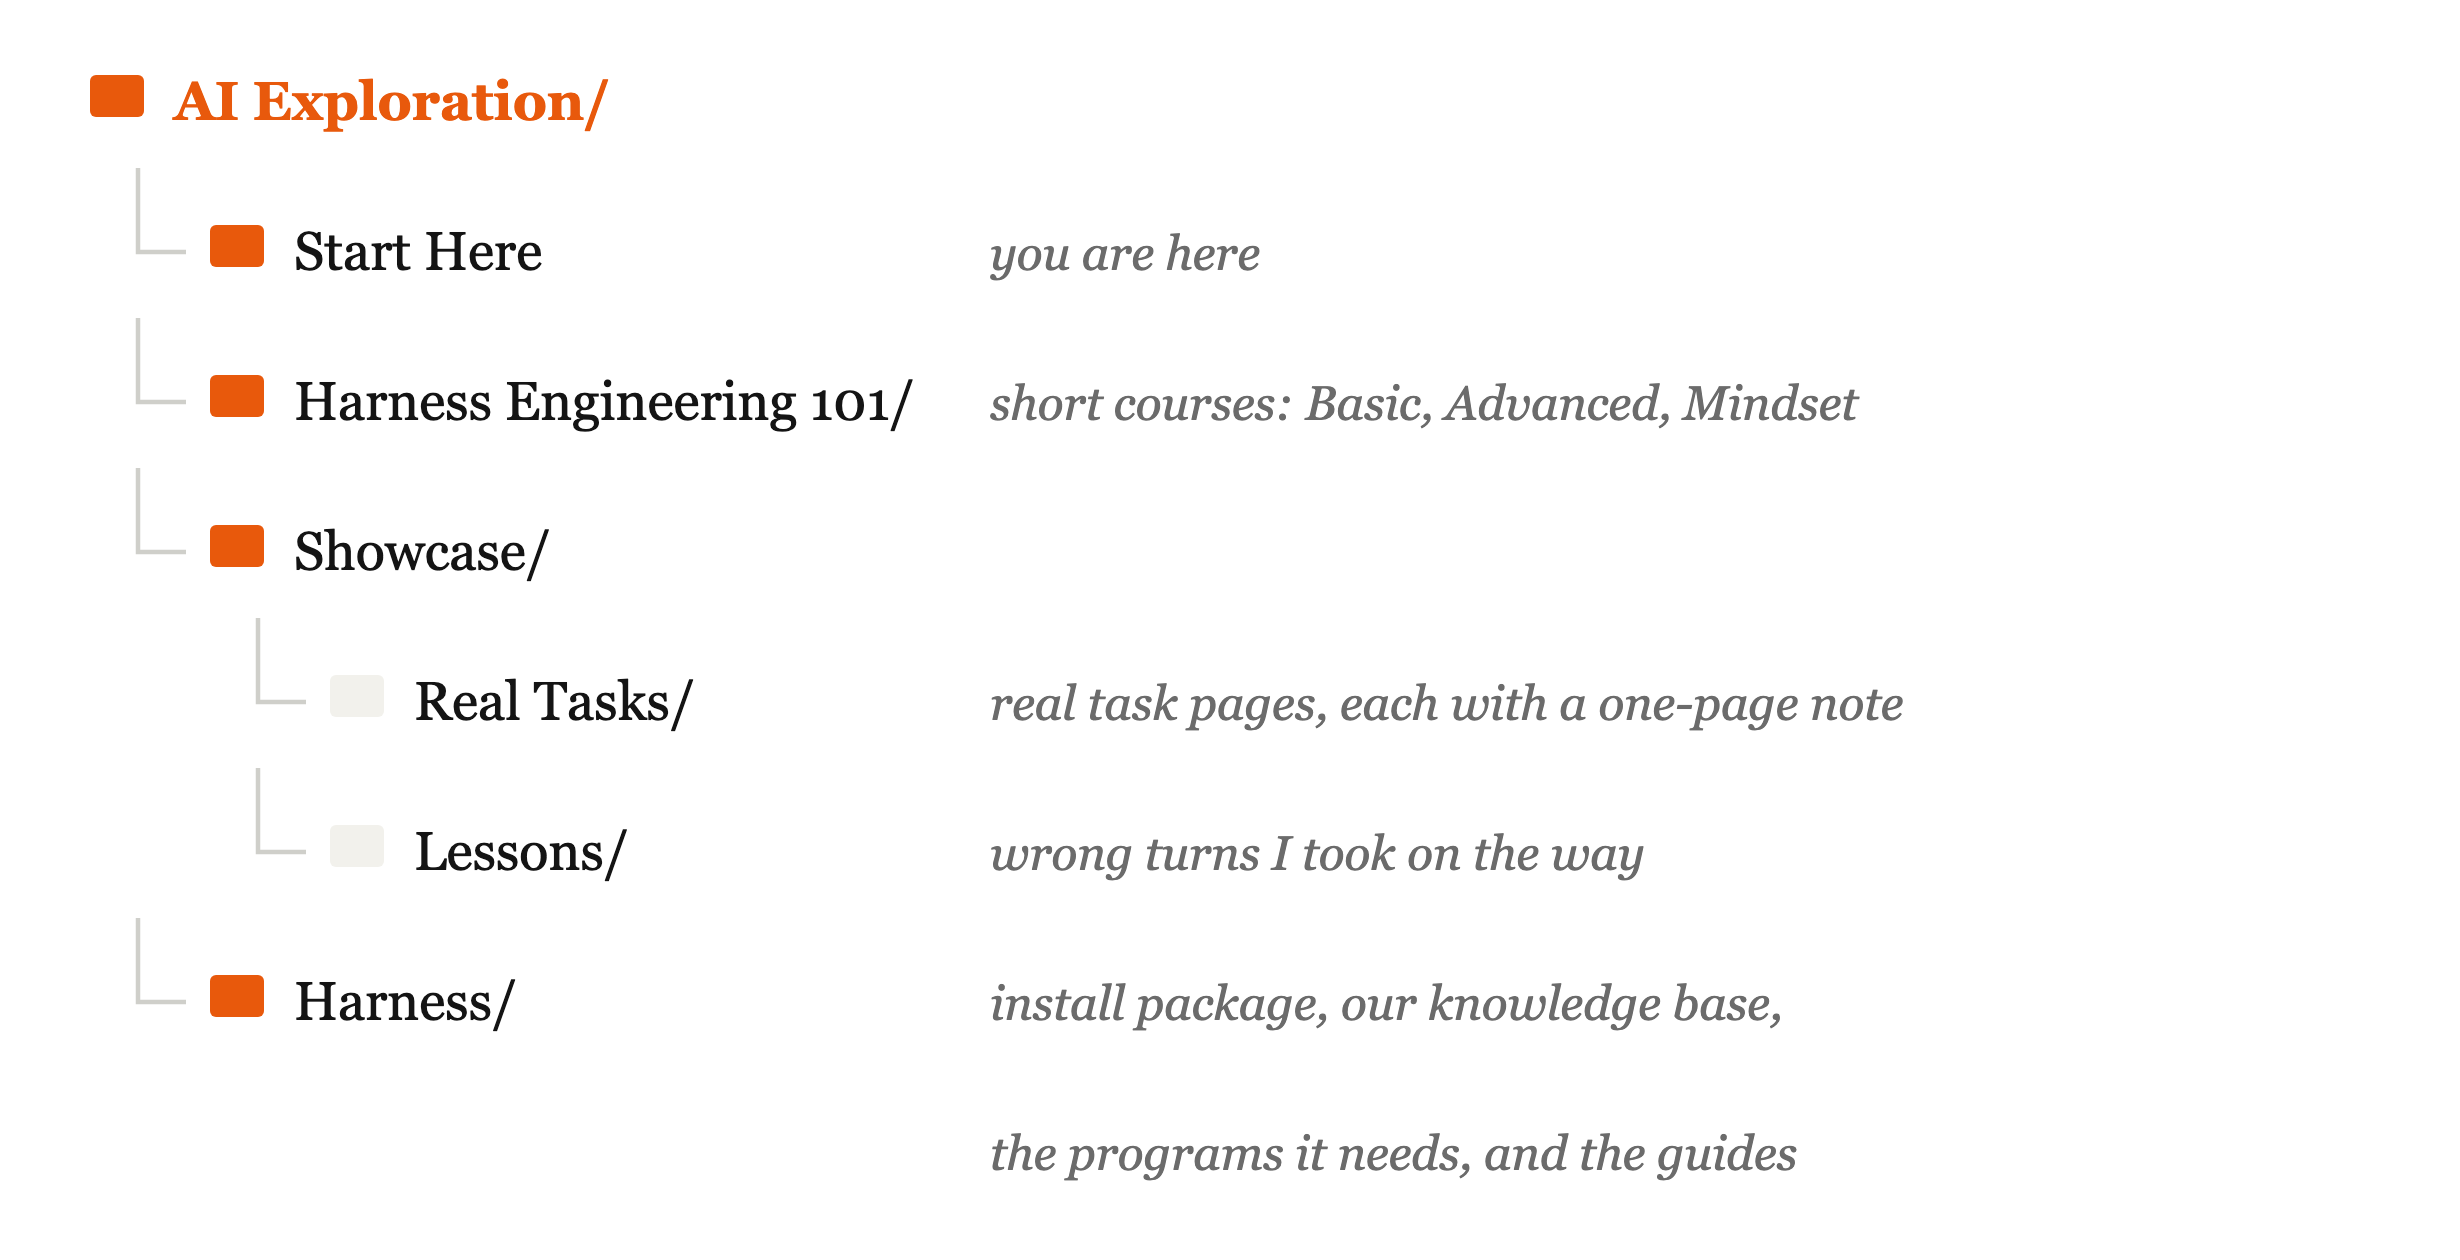 AI Exploration/
Start Here you are here
Harness Engineering 101/ short courses: Basic, Advanced, Mindset
Showcase/
Real Tasks/ real task pages, each with a one-page note
Lessons/ wrong turns I took on the way
Harness/ install package, our knowledge base,
the programs it needs, and the guides